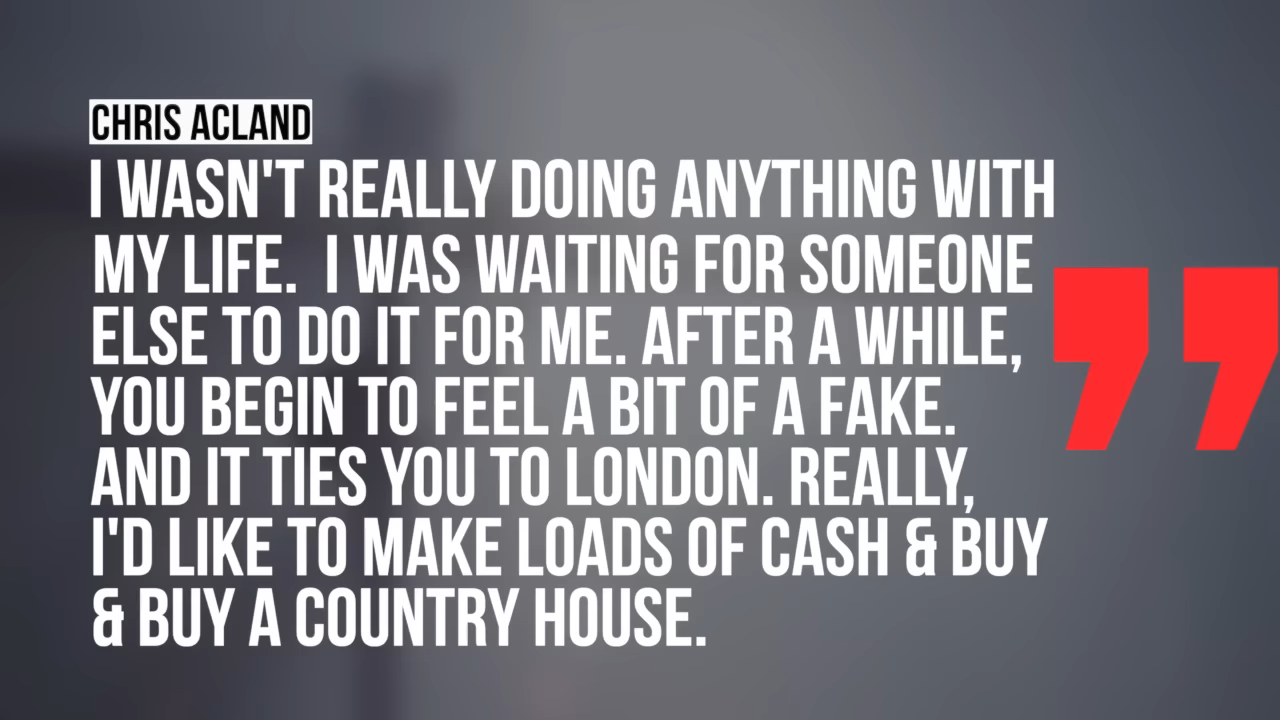 CHRIS ACLAND
I WASN'T REALLY DOING ANYTHING WITH
MY LIFE.  I WAS WAITING FOR SOMEONE
ELSE TO DO IT FOR ME. AFTER A WHILE,
YOU BEGIN TO FEEL A BIT OF A FAKE.
AND IT TIES YOU TO LONDON. REALLY,
I'D LIKE TO MAKE LOADS OF CASH & BUY
& BUY A COUNTRY HOUSE.
”